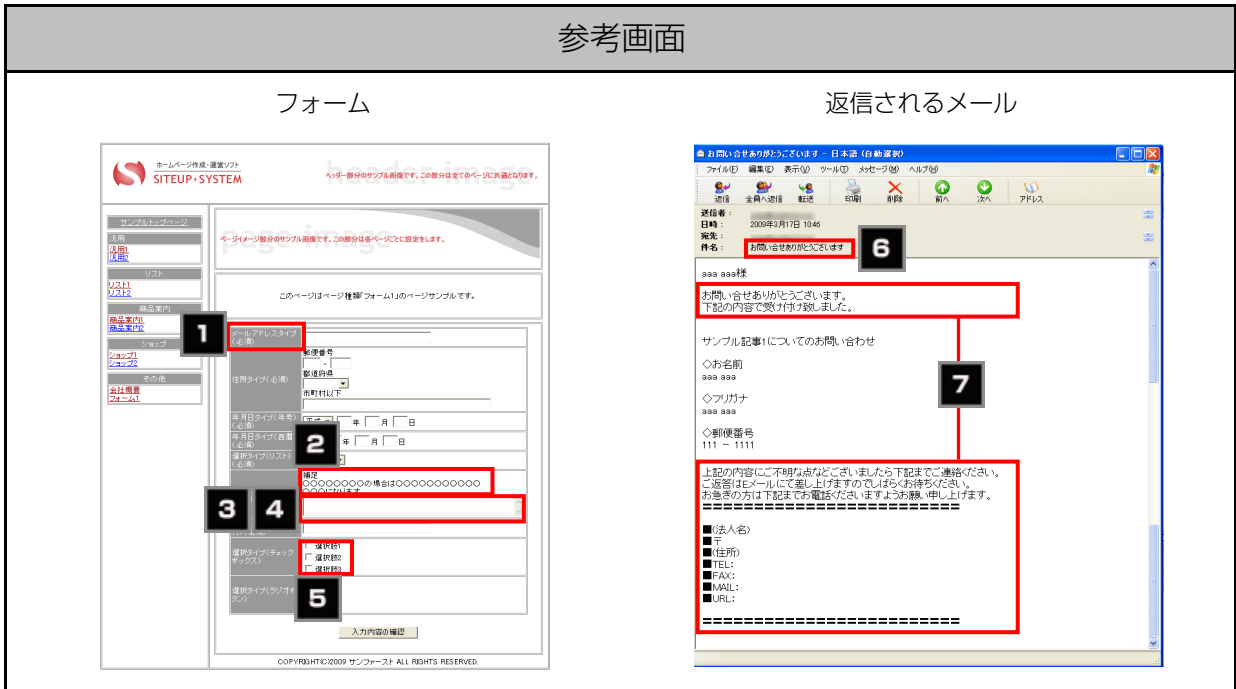 参考画面
フォーム
返信されるメール
ホームページ作成・運営ソフト
SITEUP・SYSTEM
header-image
ヘッダー部分のサンプル画像です。この部分は全てのページに共通となります。
サンプルトップページ
汎用
汎用1
汎用2
リスト
リスト1
リスト2
商品案内
商品案内1
商品案内2
ショップ
ショップ1
ショップ2
その他
会社概要
フォーム1
page-image
ページイメージ部分のサンプル画像です。この部分は各ページごとに設定をします。
このページはページ種類「フォーム1」のページサンプルです。
1
メールアドレスタイプ
(必須)
住所タイプ(必須)
郵便番号
-
都道府県
市町村以下
年月日タイプ(年号)
(必須)
年 月 日
年月日タイプ(西暦
(必須)
年 月 日
2
選択タイプ(リスト)
(必須)
補足
○○○○○○○○の場合は○○○○○○○○○○
○○○になります
3
4
選択タイプ(チェック
ボックス)
選択肢1
選択肢2
選択肢3
選択タイプ(ラジオボ
タン)
5
入力内容の確認
COPYRIGHT(C)2009 サンファースト ALL RIGHTS RESERVED.
お問い合せありがとうございます - 日本語 (自動選択)
ファイル(F) 編集(E) 表示(V) ツール(T) メッセージ(M) ヘルプ(H)
返信 全員へ返信 転送 印刷 削除 前へ 次へ アドレス
送信者:
日時: 2009年3月17日 10:46
宛先:
件名: お問い合せありがとうございます
6
aaa aaa様
お問い合せありがとうございます。
下記の内容で受け付け致しました。
サンプル記事1についてのお問い合わせ
◇お名前
aaa aaa
7
◇フリガナ
aaa aaa
◇郵便番号
111 - 1111
上記の内容にご不明な点などございましたら下記までご連絡ください。
ご返答はEメールにて差し上げますのでしばらくお待ちください。
お急ぎの方は下記までお電話くださいますようお願い申し上げます。
==========================
■(法人名)
■〒
■(住所)
■TEL:
■FAX:
■MAIL:
■URL:
==========================